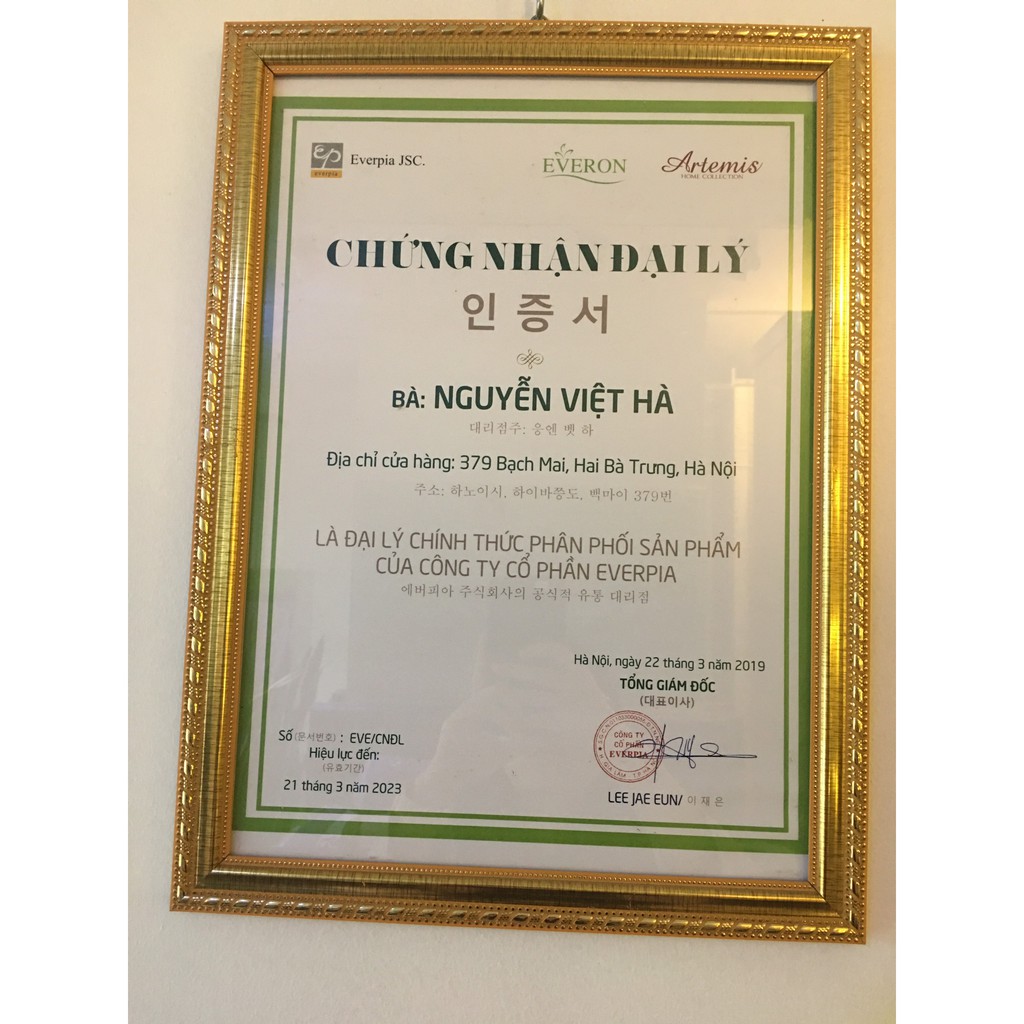 ep
everpia
Everpia JSC.
EVERON
Artemis
HOME COLLECTION
CHỨNG NHẬN ĐẠI LÝ
인증서
BÀ: NGUYỄN VIỆT HÀ
대리점주: 응엔 벳 하
Địa chỉ cửa hàng: 379 Bạch Mai, Hai Bà Trưng, Hà Nội
주소: 하노이시, 하이바쯩도, 백마이 379번
LÀ ĐẠI LÝ CHÍNH THỨC PHÂN PHỐI SẢN PHẨM
CỦA CÔNG TY CỔ PHẦN EVERPIA
에버피아 주식회사의 공식적 유통 대리점
Hà Nội, ngày 22 tháng 3 năm 2019
TỔNG GIÁM ĐỐC
(대표이사)
CÔNG TY
CỔ PHẦN
EVERPIA
LEE JAE EUN/ 이 재 은
Số (문서번호) : EVE/CNĐL
Hiệu lực đến:
(유효기간)
21 tháng 3 năm 2023